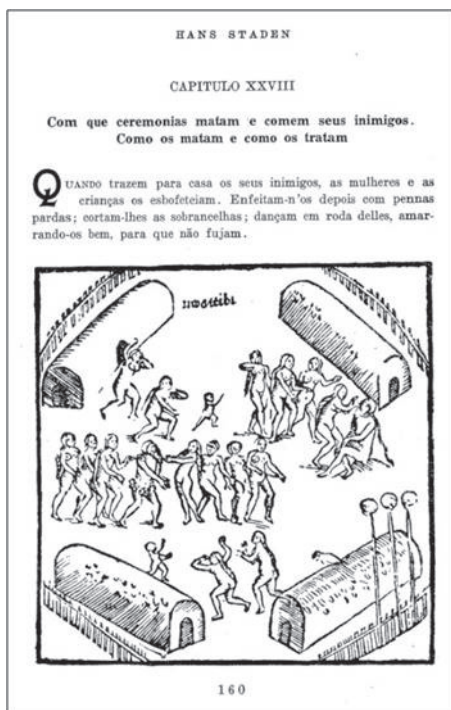 HANS STADEN
CAPITULO XXVIII
Com que ceremonias matam e comem seus inimigos.
Como os matam e como os tratam
QUANDO trazem para casa os seus inimigos, as mulheres e as
crianças os esbofeteiam. Enfeitam-n'os depois com pennas
pardas; cortam-lhes as sobrancelhas; dançam em roda delles, amar-
rando-os bem, para que não fujam.
160